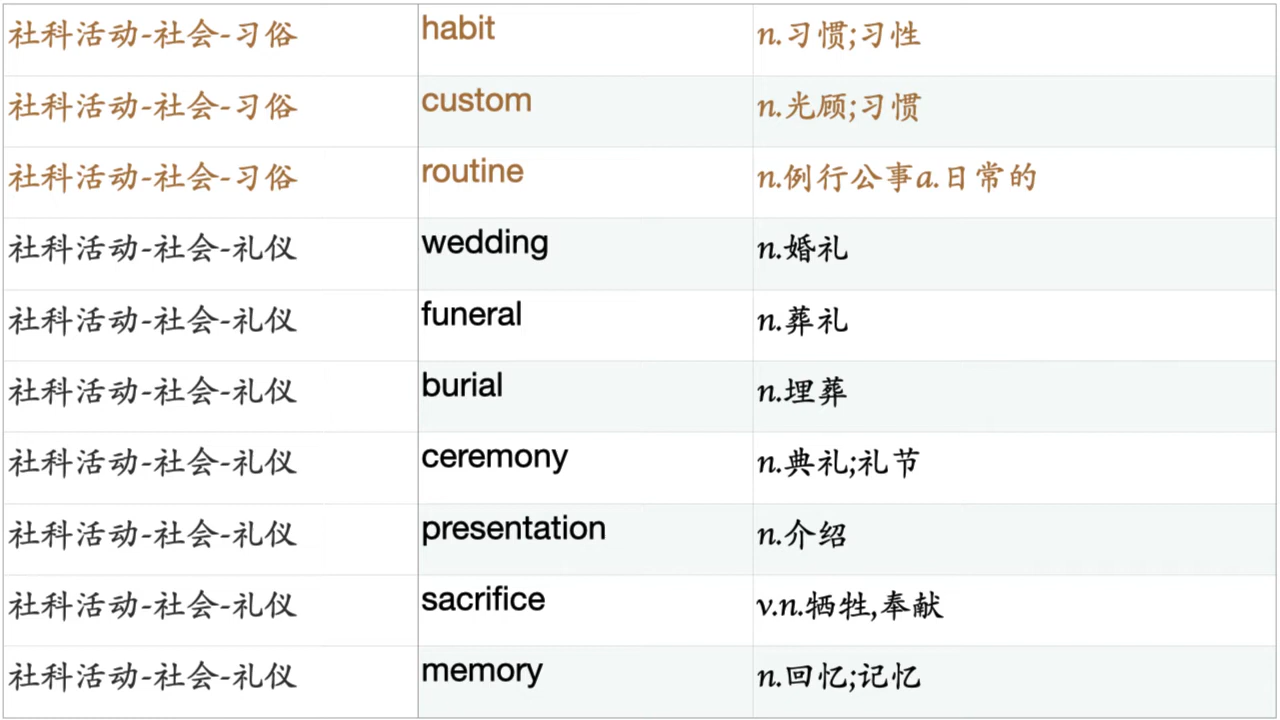 社科活动-社会-习俗 habit n.习惯;习性
社科活动-社会-习俗 custom n.光顾;习惯
社科活动-社会-习俗 routine n.例行公事a.日常的
社科活动-社会-礼仪 wedding n.婚礼
社科活动-社会-礼仪 funeral n.葬礼
社科活动-社会-礼仪 burial n.埋葬
社科活动-社会-礼仪 ceremony n.典礼;礼节
社科活动-社会-礼仪 presentation n.介绍
社科活动-社会-礼仪 sacrifice v.n.牺牲,奉献
社科活动-社会-礼仪 memory n.回忆;记忆